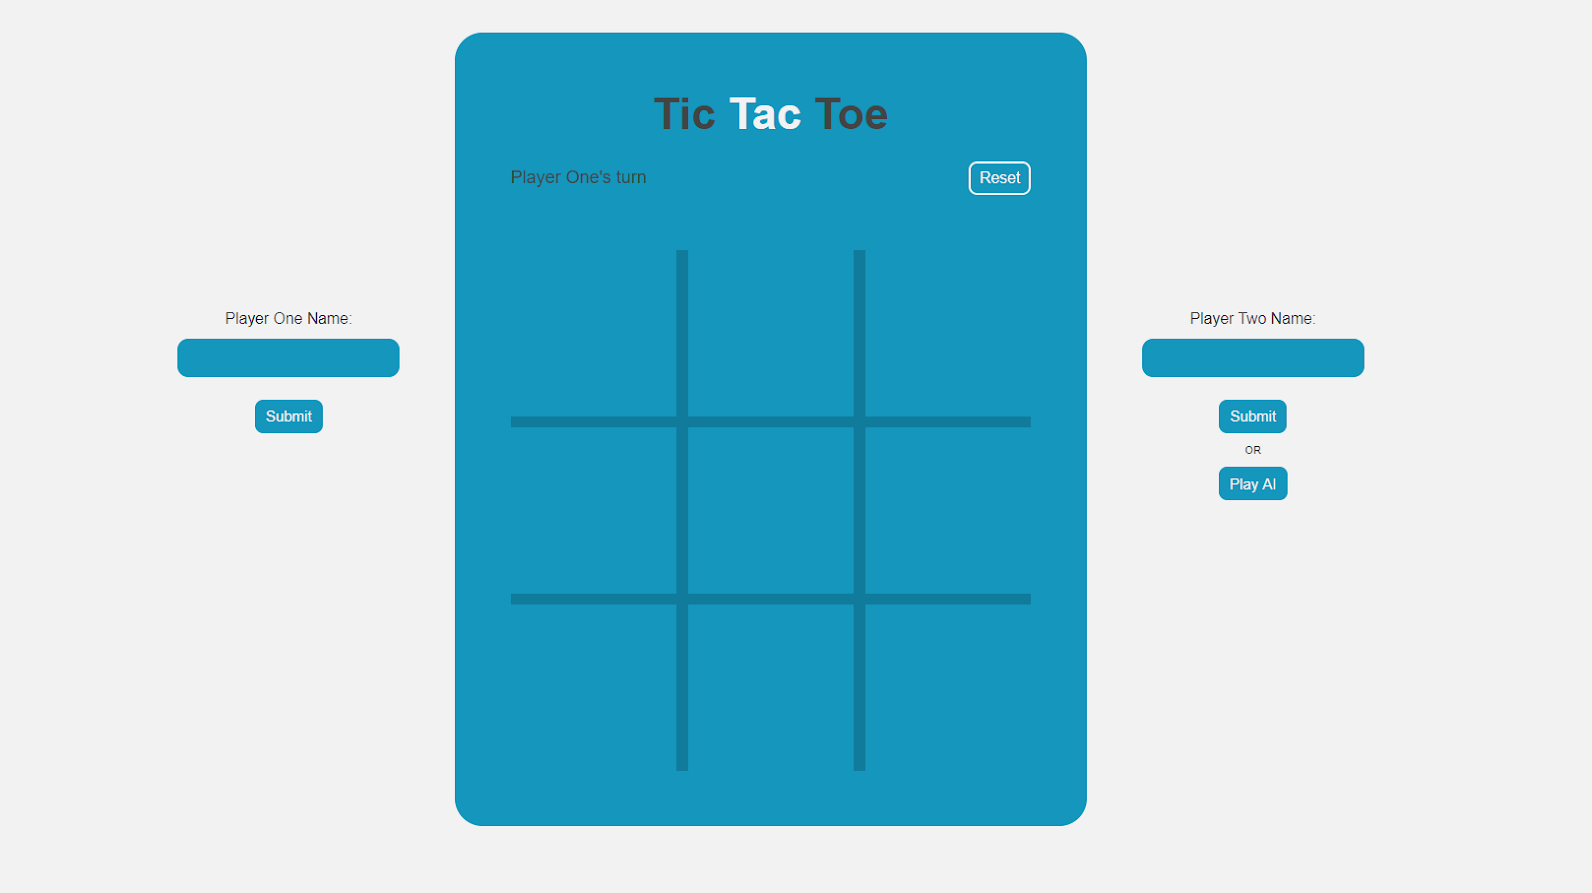 Tic Tac Toe
Player One's turn
Reset
Player One Name:
Submit
Player Two Name:
Submit
OR
Play AI